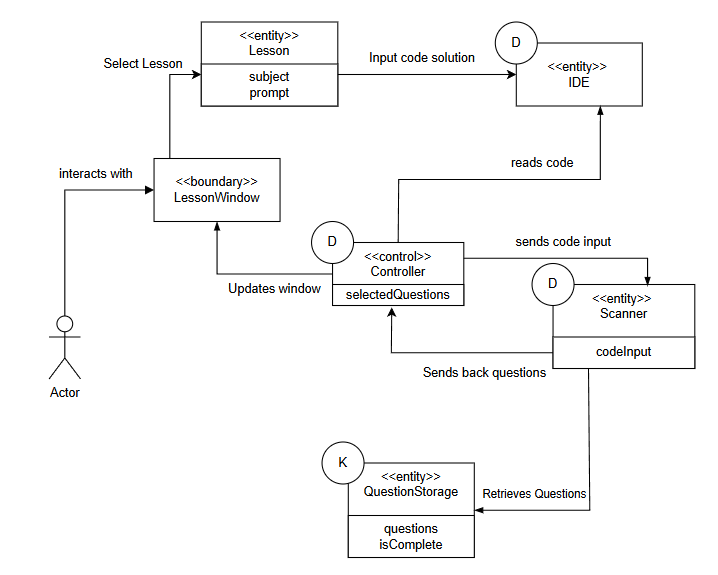 <<entity>>
Lesson
subject
prompt
Select Lesson
Input code solution
D
<<entity>>
IDE
interacts with
<<boundary>>
LessonWindow
reads code
D
<<control>>
Controller
selectedQuestions
sends code input
Updates window
D
<<entity>>
Scanner
codeInput
Sends back questions
Actor
K
<<entity>>
QuestionStorage
questions
isComplete
Retrieves Questions